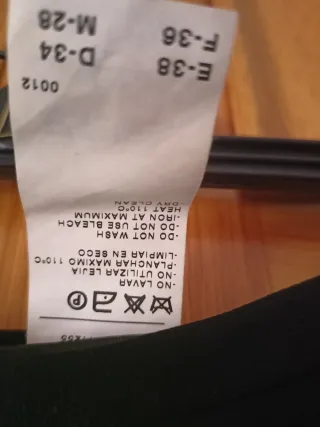 P
-NO LAVAR
-NO UTILIZAR LEJIA
-PLANCHAR MAXIMO 110ºC
-LIMPIAR EN SECO
-DO NOT WASH
-DO NOT USE BLEACH
-IRON AT MAXIMUM
HEAT 110ºC
-DRY CLEAN
0012
E-38 D-34
F-36 M-28